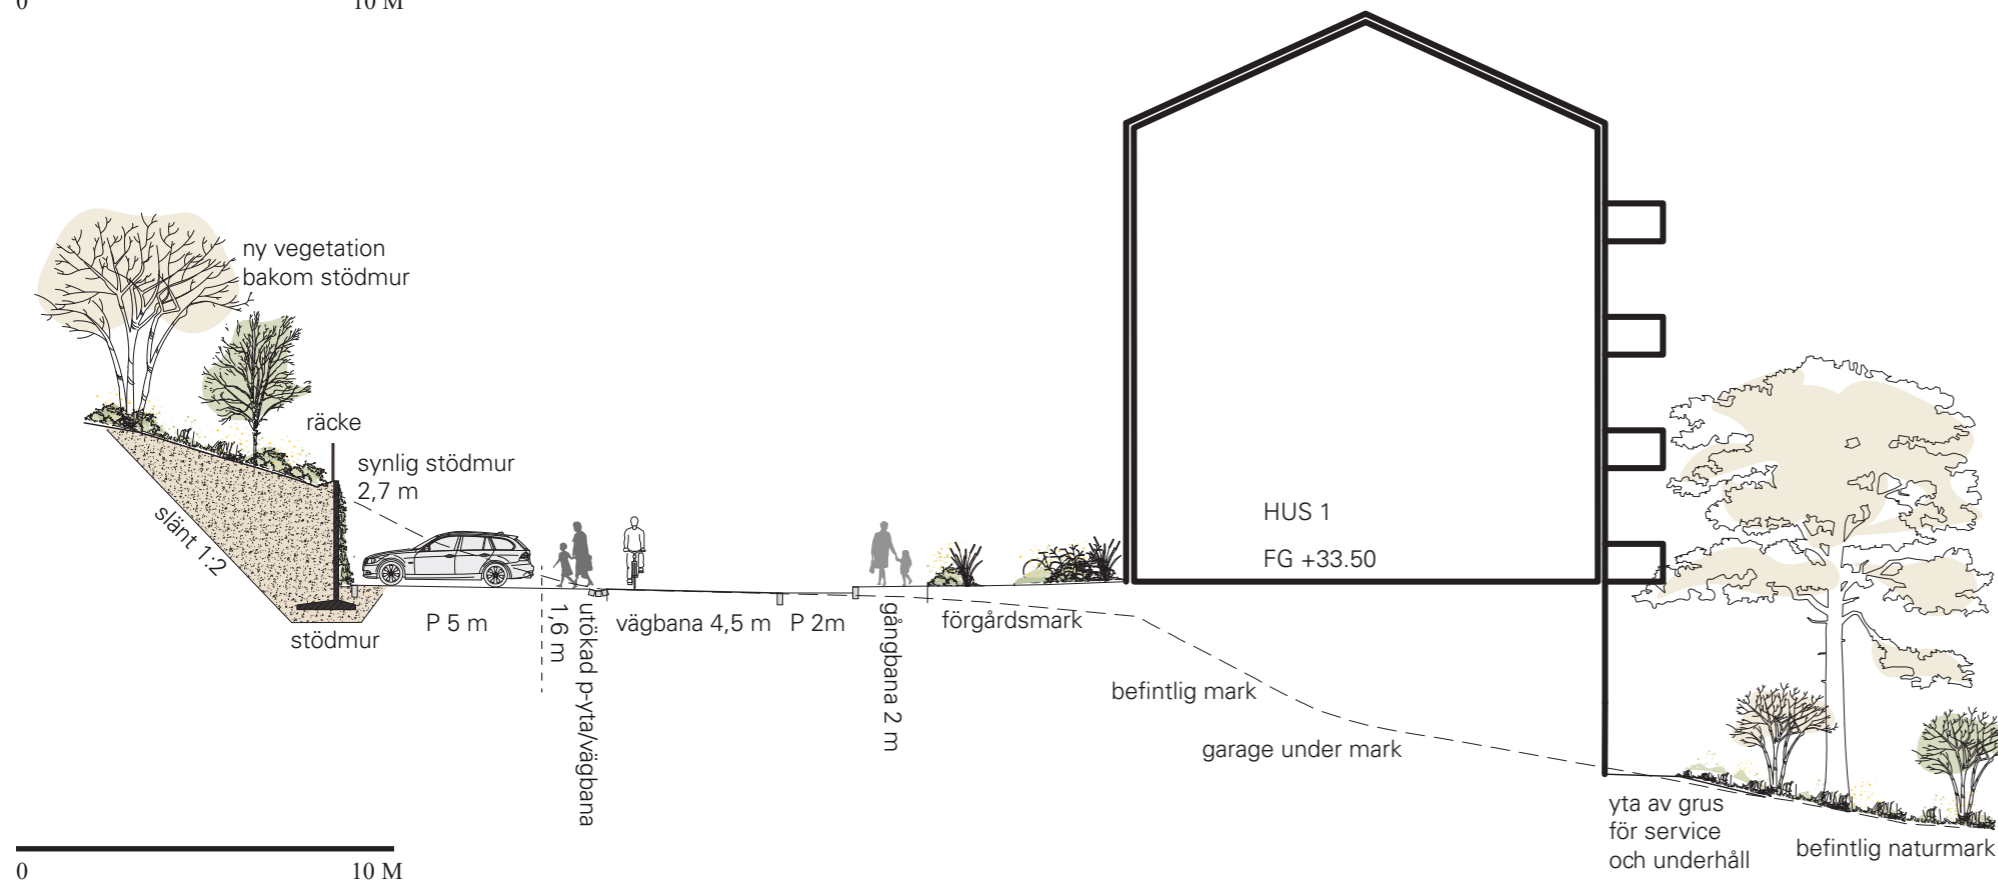 0 10 M
ny vegetation
bakom stödmur
räcke
synlig stödmur
2,7 m
slänt 1:2
stödmur
P 5 m
1,6 m
utökad p-yta/vägbana
vägbana 4,5 m
P 2m
gångbana 2 m
förgårdsmark
HUS 1
FG +33.50
befintlig mark
garage under mark
yta av grus
för service
och underhåll
befintlig naturmark
0 10 M